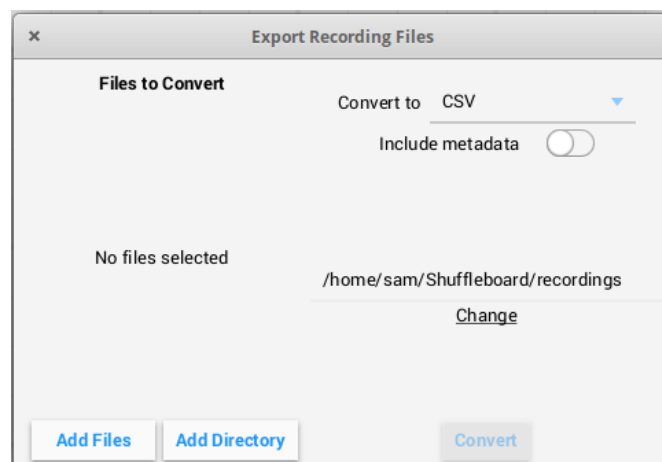 × Export Recording Files
Files to Convert
Convert to CSV
Include metadata
No files selected
/home/sam/Shuffleboard/recordings
Change
Add Files Add Directory Convert